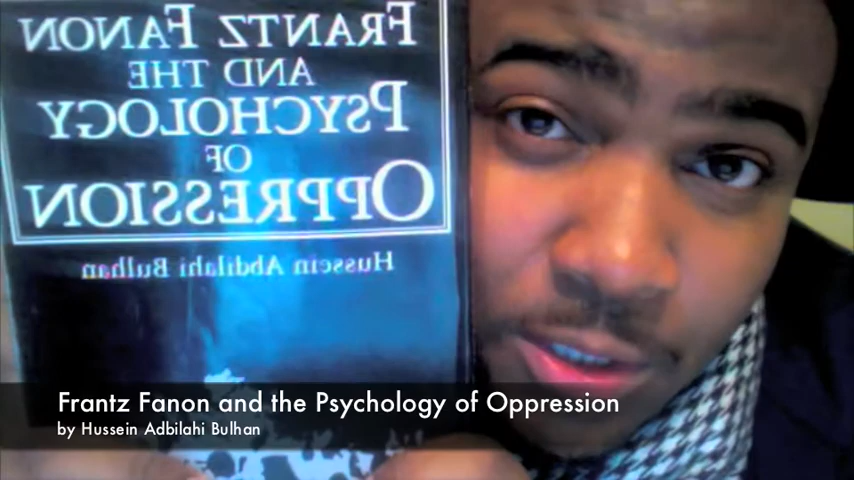 FRANTZ FANON
AND THE
PSYCHOLOGY
OF
OPPRESSION
Hussein Abdilahi Bulhan
Frantz Fanon and the Psychology of Oppression
by Hussein Adbilahi Bulhan